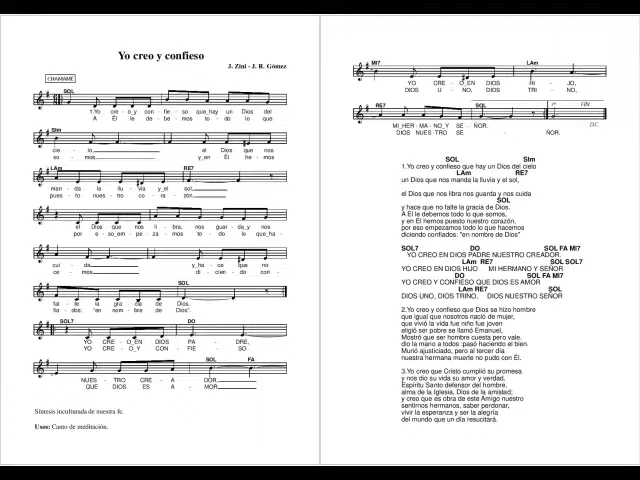 Yo creo y confieso
J. Zini - J. R. Gómez
CHAMAMÉ
SOL
1.Yo cre - o_y con - fie - so que_hay un Dios del
A Él le de - be - mos to - do lo que
SIm
cie - lo el Dios que nos
so - mos y_en Él he - mos
LAm RE7
man - da la llu - via y_el sol,
pues - to nues - tro co - ra - zón,
el Dios que nos li - bra, nos guar - da_y nos
por e - so_em - pe - za - mos to - do lo que_ha -
cui - da y_ha - ce que no
ce - mos di - cien - do con -
SOL
fal - te la gra - cia de Dios.
fia - dos: "en nom - bre de Dios".
SOL7 DO
YO CRE - O_EN DIOS PA - DRE,
YO CRE - O_Y CON - FIE - SO
SOL FA
NUES - TRO CRE - A - DOR
QUE DIOS ES A - MOR
Síntesis inculturada de nuestra fe.
Usos: Canto de meditación.
MI7 LAm
YO CRE - O_EN DIOS HI - JO,
DIOS U - NO, DIOS TRI - NO,
RE7 SOL FIN
MI_HER - MA - NO_Y SE - ÑOR.
DIOS NUES - TRO SE - ÑOR.
D.C.
SOL SIm
1.Yo creo y confieso que hay un Dios del cielo
LAm RE7
un Dios que nos manda la lluvia y el sol,
el Dios que nos libra nos guarda y nos cuida
SOL
y hace que no falte la gracia de Dios.
A Él le debemos todo lo que somos,
y en Él hemos puesto nuestro corazón,
por eso empezamos todo lo que hacemos
diciendo confiados: "en nombre de Dios"
SOL7 DO SOL FA MI7
YO CREO EN DIOS PADRE NUESTRO CREADOR.
LAm RE7 SOL SOL7
YO CREO EN DIOS HIJO MI HERMANO Y SEÑOR
DO SOL FA MI7
YO CREO Y CONFIESO QUE DIOS ES AMOR
LAm RE7 SOL
DIOS UNO, DIOS TRINO, DIOS NUESTRO SEÑOR
2.Yo creo y confieso que Dios se hizo hombre
que igual que nosotros nació de mujer,
que vivió la vida fue niño fue joven
eligió ser pobre se llamó Emanuel,
Mostró que ser hombre cuesta pero vale.
dio la mano a todos pasó haciendo el bien.
Murió ajusticiado, pero al tercer día
nuestra hermana muerte no pudo con Él.
3.Yo creo que Cristo cumplió su promesa
y nos dio su vida su amor y verdad,
Espíritu Santo defensor del hombre,
alma de la Iglesia, Dios de la amistad;
y creo que es obra de este Amigo nuestro
sentirnos hermanos, saber perdonar,
vivir la esperanza y ser la alegría
del mundo que un día resucitará.